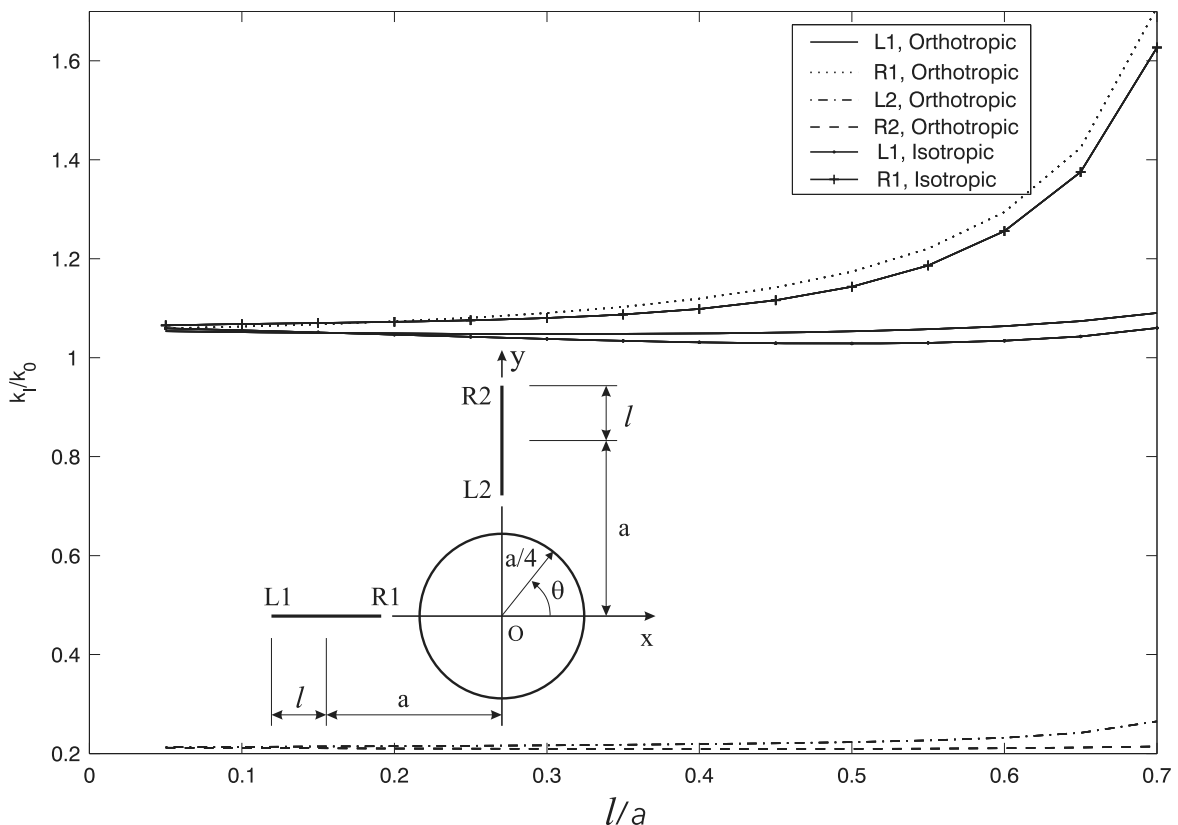 1.6
1.4
1.2
1
0.8
0.6
0.4
0.2
k_I/k_0
L1, Orthotropic
R1, Orthotropic
L2, Orthotropic
R2, Orthotropic
L1, Isotropic
R1, Isotropic
y
R2
l
L2
a
a/4
θ
L1
R1
O
x
l
a
0
0.1
0.2
0.3
0.4
0.5
0.6
0.7
l/a